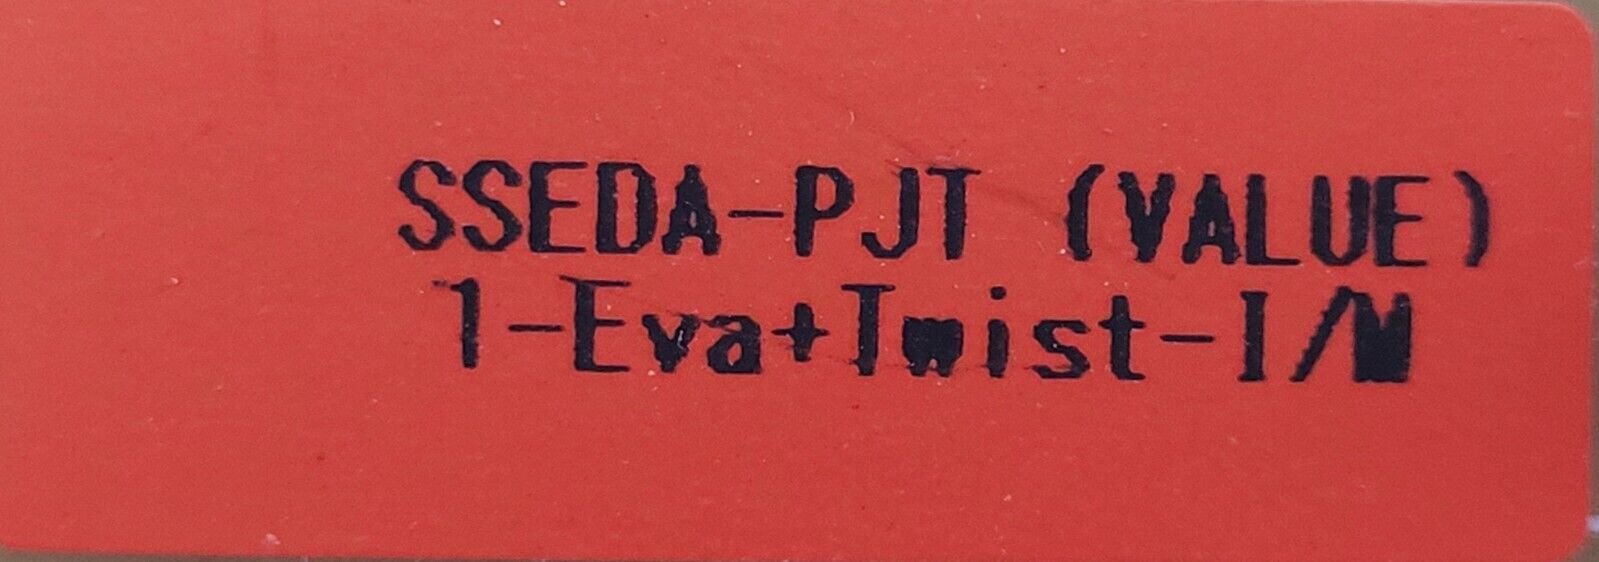 SSEDA-PJT (VALUE)
1-Eva+Twist-I/M